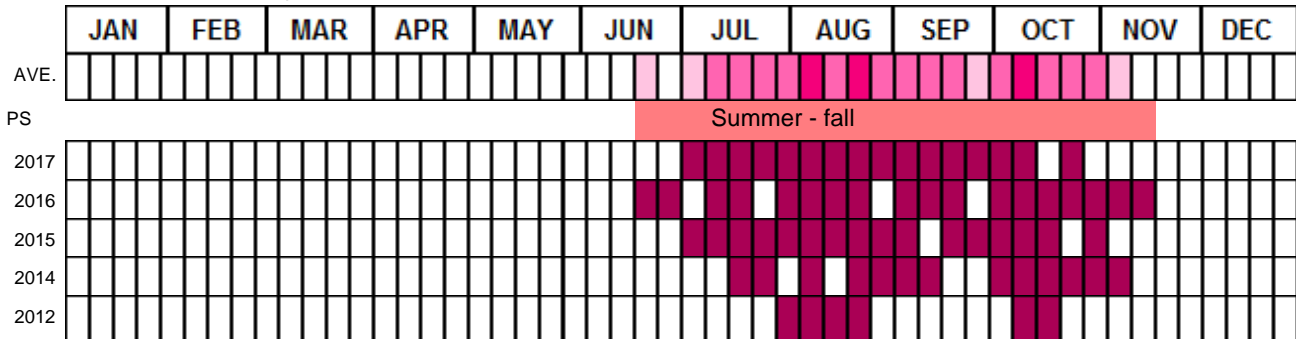 JAN FEB MAR APR MAY JUN JUL AUG SEP OCT NOV DEC
AVE.
PS Summer - fall
2017
2016
2015
2014
2012